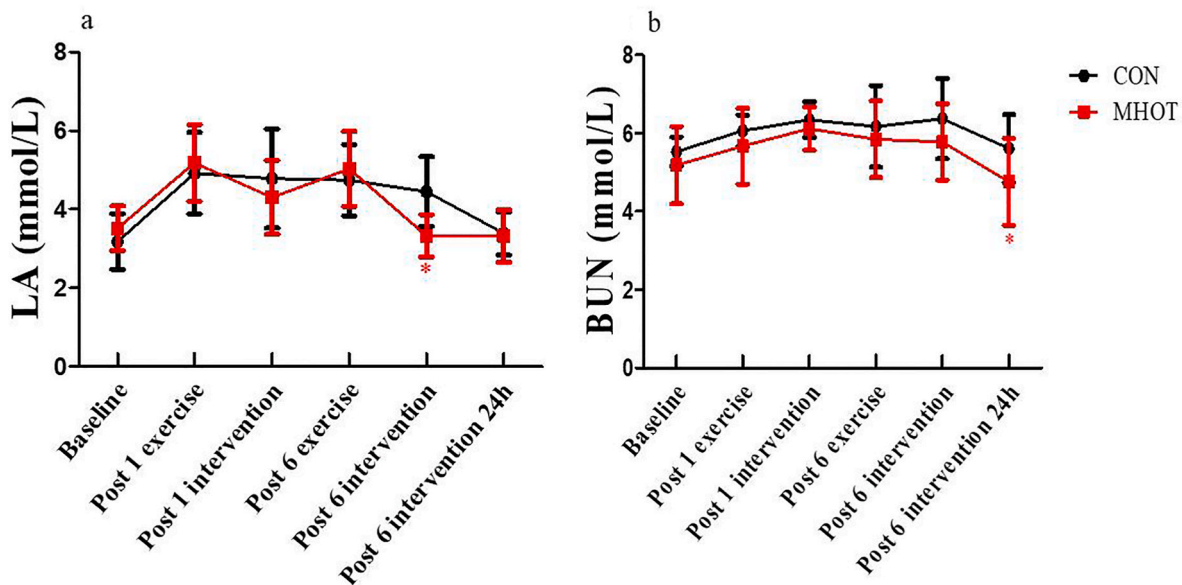 a
LA (mmol/L)
8
6
4
2
0
Baseline
Post 1 exercise
Post 1 intervention
Post 6 exercise
Post 6 intervention
Post 6 intervention 24h
*
b
BUN (mmol/L)
8
6
4
2
0
Baseline
Post 1 exercise
Post 1 intervention
Post 6 exercise
Post 6 intervention
Post 6 intervention 24h
*
CON
MHOT